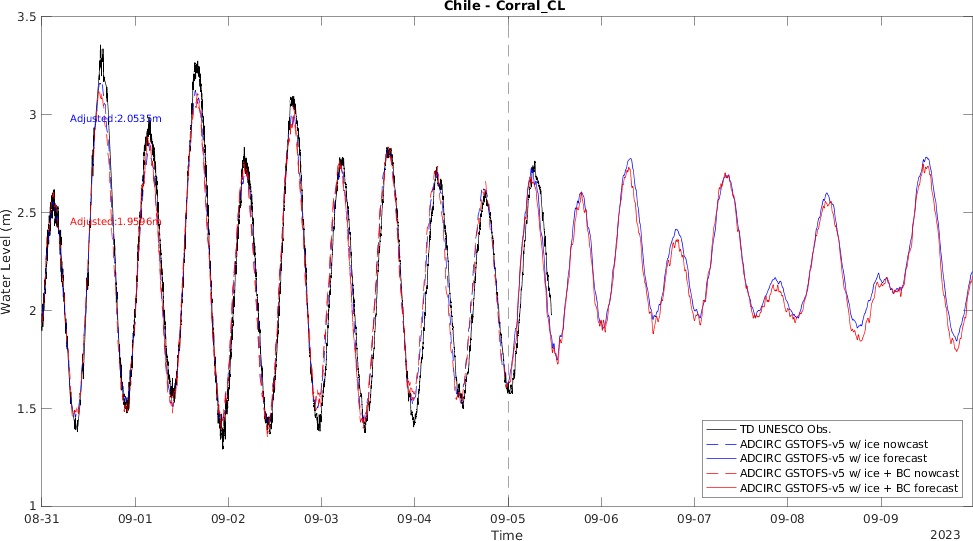 Chile - Corral_CL
3.5
3
2.5
2
1.5
1
Water Level (m)
Adjusted:2.0535m
Adjusted:1.9596m
TD UNESCO Obs.
ADCIRC GSTOFS-v5 w/ ice nowcast
ADCIRC GSTOFS-v5 w/ ice forecast
ADCIRC GSTOFS-v5 w/ ice + BC nowcast
ADCIRC GSTOFS-v5 w/ ice + BC forecast
08-31 09-01 09-02 09-03 09-04 09-05 09-06 09-07 09-08 09-09
Time
2023